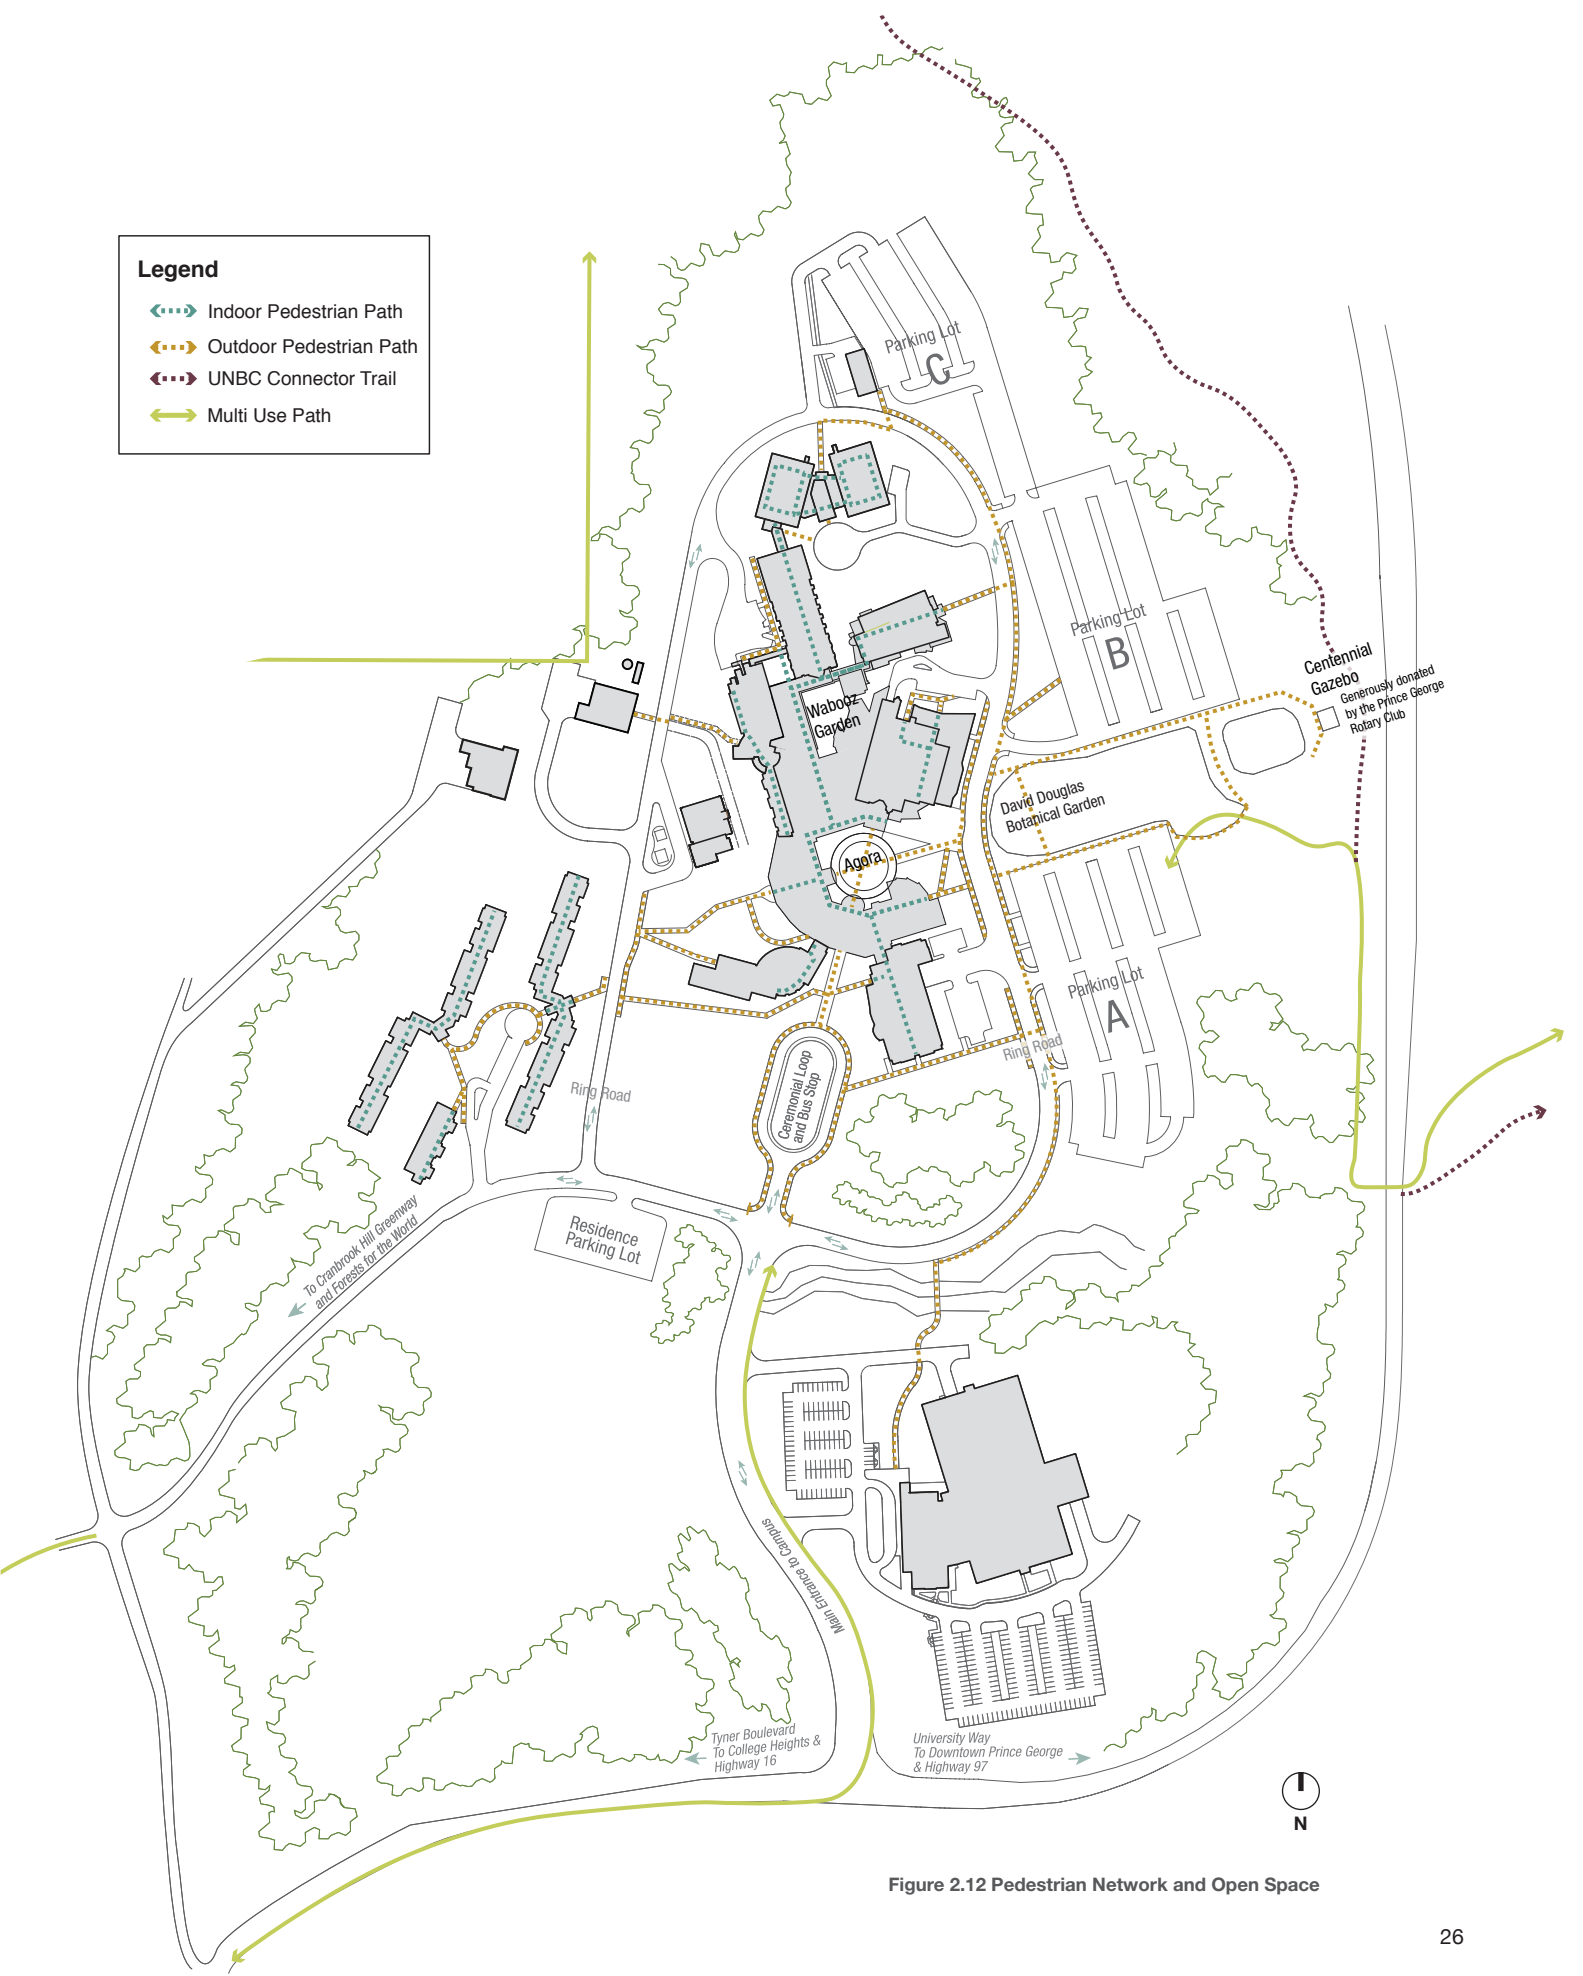 Legend
Indoor Pedestrian Path
Outdoor Pedestrian Path
UNBC Connector Trail
Multi Use Path
Parking Lot
C
Parking Lot
B
Centennial
Gazebo
Generously donated
by the Prince George
Rotary Club
Wabooz
Garden
David Douglas
Botanical Garden
Agora
Parking Lot
A
Ring Road
Ring Road
Ceremonial Loop
and Bus Stop
Residence
Parking Lot
To Cranbrook Hill Greenway
and Forests for the World
Main Entrance to Campus
Tyner Boulevard
To College Heights &
Highway 16
University Way
To Downtown Prince George
& Highway 97
N
Figure 2.12 Pedestrian Network and Open Space
26